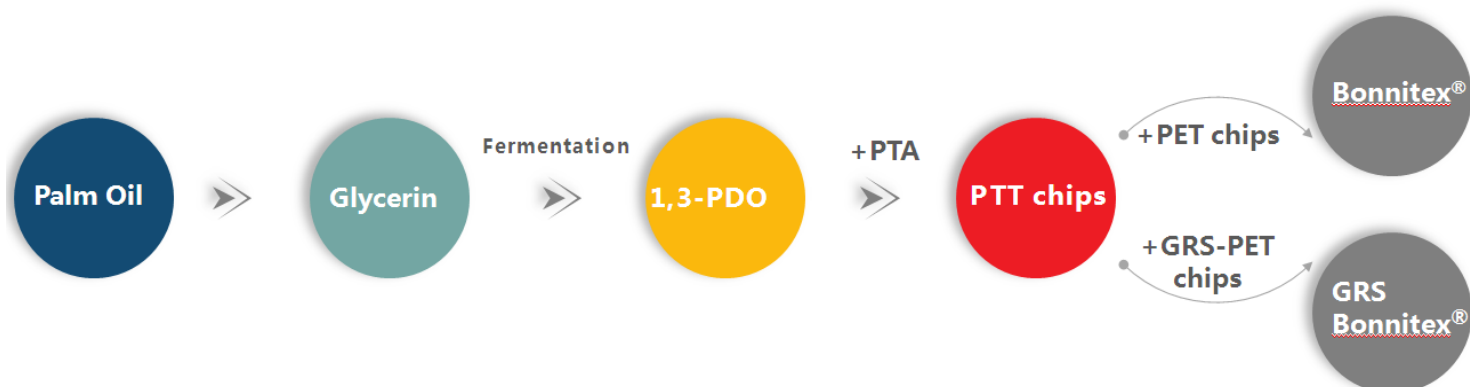 Palm Oil
Glycerin
Fermentation
1,3-PDO
+PTA
PTT chips
+PET chips
Bonnitex®
+GRS-PET
chips
GRS
Bonnitex®